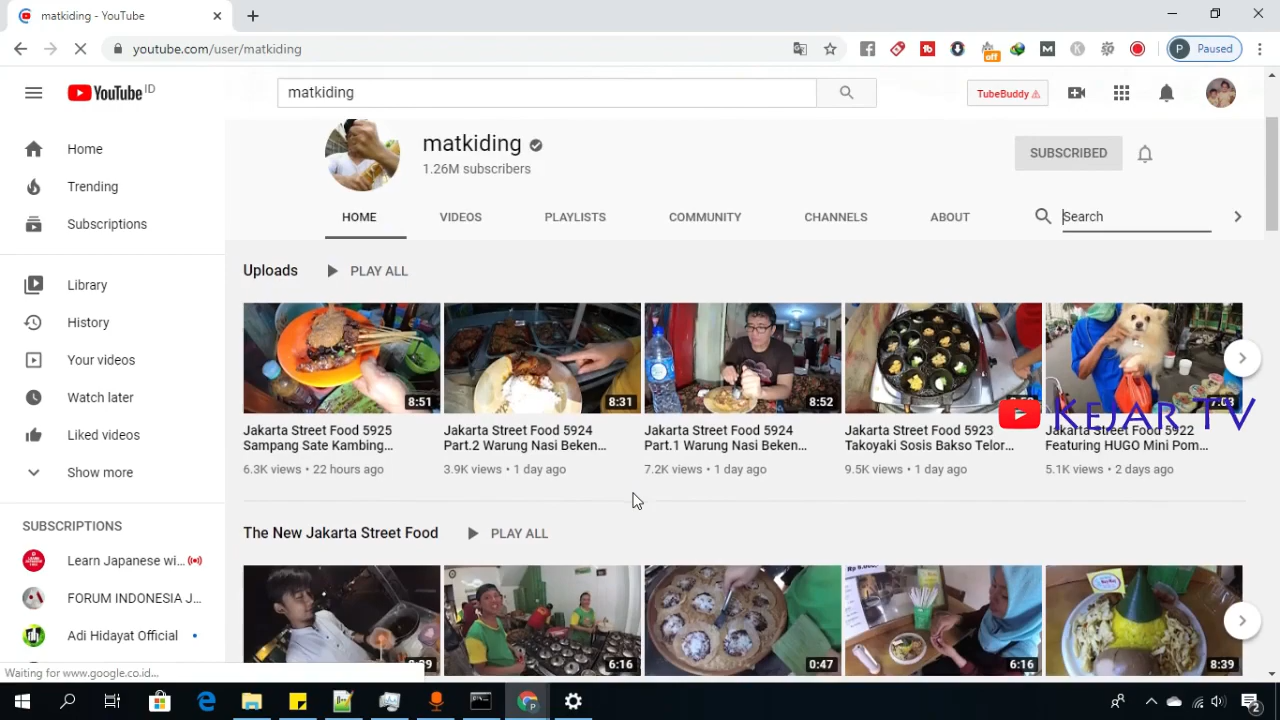 matkiding - YouTube
youtube.com/user/matkiding
off
M
K
P Paused
YouTube ID
matkiding
TubeBuddy
Home
Trending
Subscriptions
Library
History
Your videos
Watch later
Liked videos
Show more
SUBSCRIPTIONS
Learn Japanese wi...
FORUM INDONESIA J...
Adi Hidayat Official
matkiding
1.26M subscribers
SUBSCRIBED
HOME
VIDEOS
PLAYLISTS
COMMUNITY
CHANNELS
ABOUT
Search
Uploads
PLAY ALL
8:51
8:31
8:52
KEJAR TV
Jakarta Street Food 5925
Sampang Sate Kambing...
6.3K views • 22 hours ago
Jakarta Street Food 5924
Part.2 Warung Nasi Beken...
3.9K views • 1 day ago
Jakarta Street Food 5924
Part.1 Warung Nasi Beken...
7.2K views • 1 day ago
Jakarta Street Food 5923
Takoyaki Sosis Bakso Telor...
9.5K views • 1 day ago
Jakarta Street Food 5922
Featuring HUGO Mini Pom...
5.1K views • 2 days ago
The New Jakarta Street Food
PLAY ALL
6:16
0:47
6:16
8:39
Waiting for www.google.co.id...
2